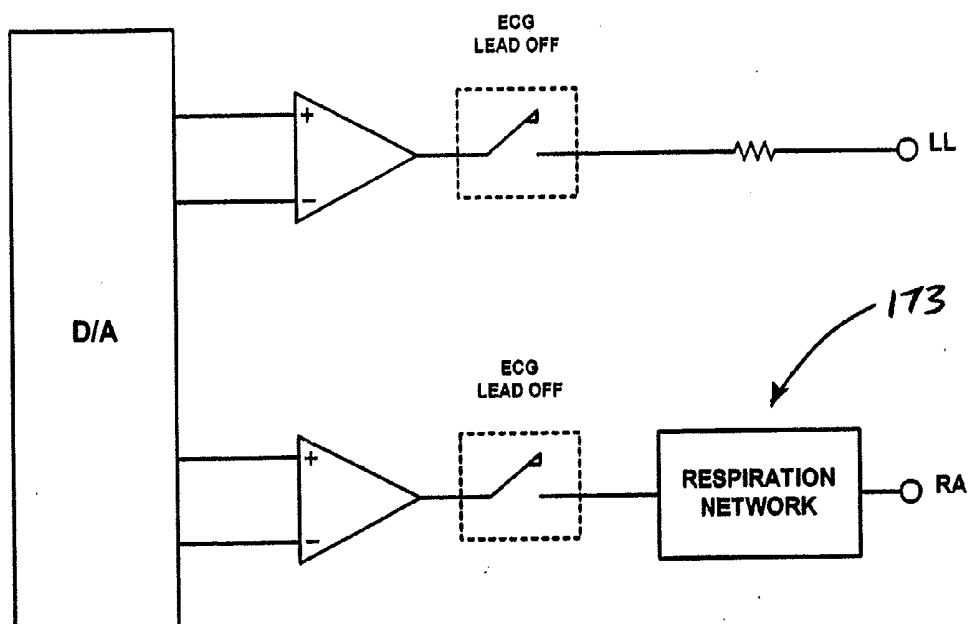 ECG
LEAD OFF
+
-
LL
D/A
173
ECG
LEAD OFF
+
-
RESPIRATION
NETWORK
RA